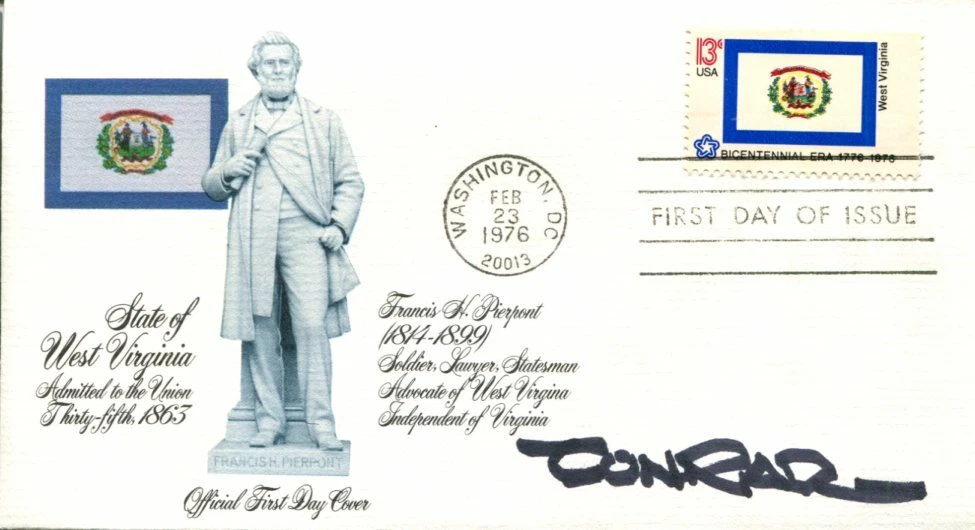 13c
USA
West Virginia
BICENTENNIAL ERA 1776-1976
WASHINGTON, DC
FEB
23
1976
20013
FIRST DAY OF ISSUE
State of
West Virginia
Admitted to the Union
Thirty-fifth, 1863
Francis H. Pierpont
(1814-1899)
Soldier, Lawyer, Statesman
Advocate of West Virgina
Independent of Virginia
FRANCIS H. PIERPONT
Official First Day Cover
CONRAD